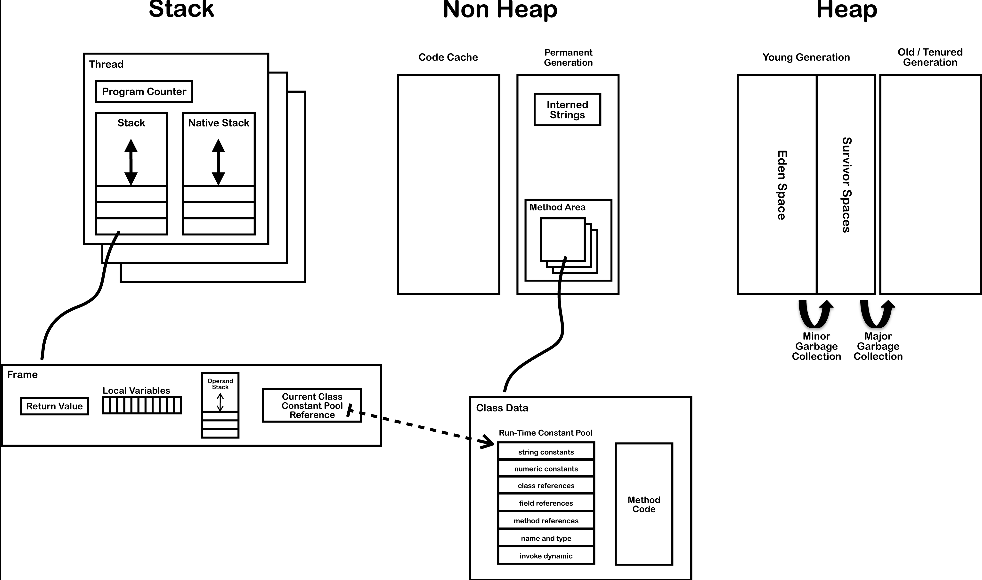 Stack
Non Heap
Heap
Thread
Program Counter
Stack
Native Stack
Code Cache
Permanent
Generation
Interned
Strings
Method Area
Young Generation
Old / Tenured
Generation
Eden Space
Survivor Spaces
Minor
Garbage
Collection
Major
Garbage
Collection
Frame
Return Value
Local Variables
Operand
Stack
Current Class
Constant Pool
Reference
Class Data
Run-Time Constant Pool
string constants
numeric constants
class references
field references
method references
name and type
invoke dynamic
Method
Code